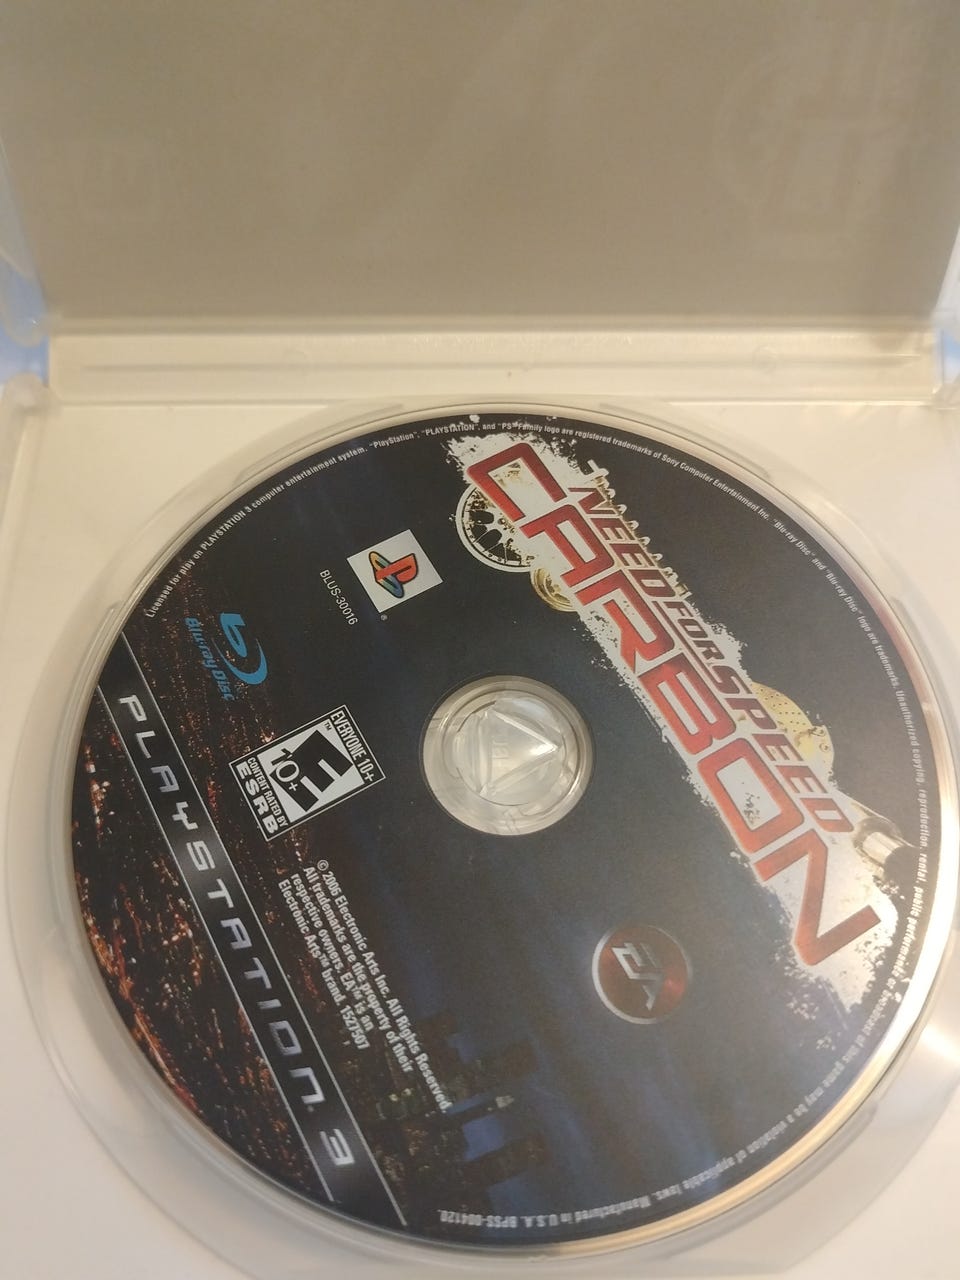 NEED FOR SPEED™
CARBON
Licensed for play on PLAYSTATION 3 computer entertainment system. "PlayStation", "PLAYSTATION", and "PS" Family logo are registered trademarks of Sony Computer Entertainment Inc. "Blu-ray Disc" and "Blu-ray Disc" logo are trademarks. Unauthorized copying, reproduction, rental, public performance or broadcast of this game may be a violation of applicable laws. Manufactured in U.S.A. BPSS-004120.
®
BLUS-30016
Blu-ray Disc
EVERYONE 10+
E™
10+
CONTENT RATED BY
ESRB
© 2006 Electronic Arts Inc. All Rights Reserved.
All trademarks are the property of their
respective owners. EA™ is an
Electronic Arts™ brand. 1527507
EA
PLAYSTATION 3